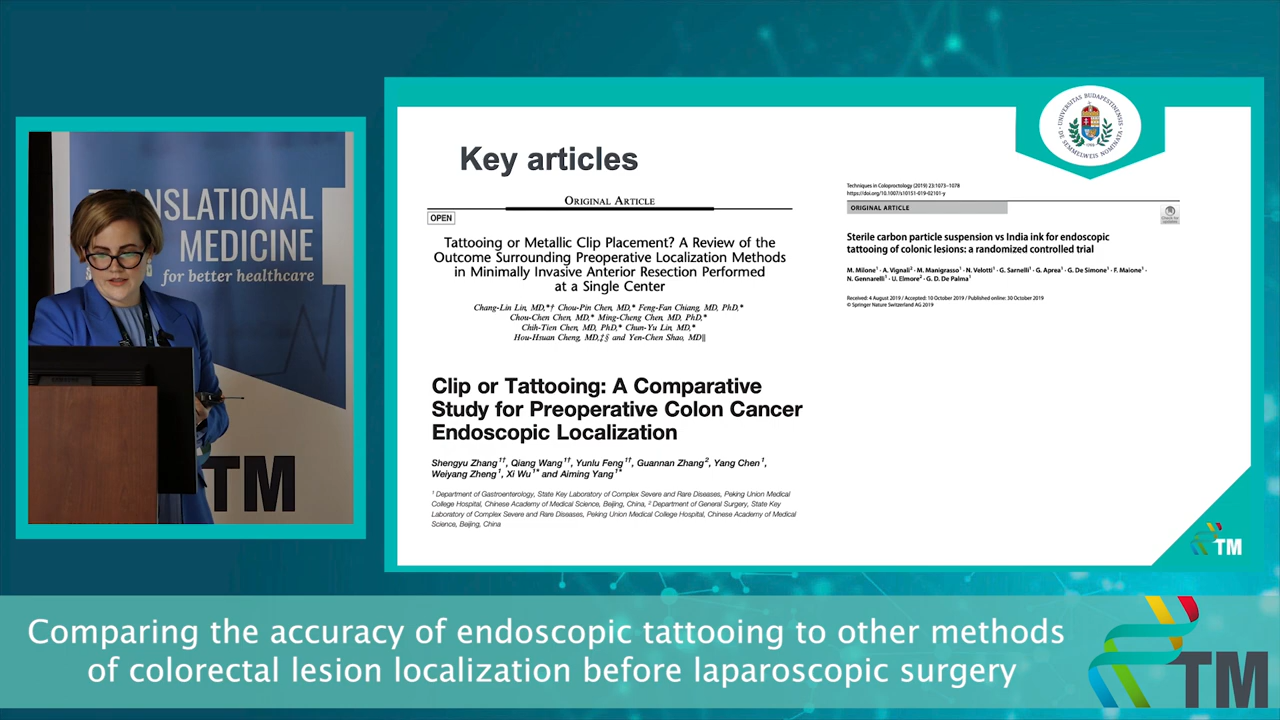 TRANSLATIONAL
MEDICINE
for better healthcare
TM
Key articles
ORIGINAL ARTICLE
OPEN
Tattooing or Metallic Clip Placement? A Review of the
Outcome Surrounding Preoperative Localization Methods
in Minimally Invasive Anterior Resection Performed
at a Single Center
Chang-Lin Lin, MD,*† Chou-Pin Chen, MD,* Feng-Fan Chiang, MD, PhD,*
Chou-Chen Chen, MD,* Ming-Cheng Chen, MD, PhD,*
Chih-Tien Chen, MD, PhD,* Chun-Yu Lin, MD,*
Hou-Hsuan Cheng, MD,‡§ and Yen-Chen Shao, MD||
Clip or Tattooing: A Comparative
Study for Preoperative Colon Cancer
Endoscopic Localization
Shengyu Zhang1††, Qiang Wang1††, Yunlu Feng1††, Guannan Zhang2, Yang Chen1,
Weiyang Zheng1, Xi Wu1* and Aiming Yang1*
1 Department of Gastroenterology, State Key Laboratory of Complex Severe and Rare Diseases, Peking Union Medical
College Hospital, Chinese Academy of Medical Science, Beijing, China, 2 Department of General Surgery, State Key
Laboratory of Complex Severe and Rare Diseases, Peking Union Medical College Hospital, Chinese Academy of Medical
Science, Beijing, China
UNIVERSITAS BUDAPESTINENSIS
DE SEMMELWEIS NOMINATA
Techniques in Coloproctology (2019) 23:1073–1078
https://doi.org/10.1007/s10151-019-02101-y
ORIGINAL ARTICLE
Check for
updates
Sterile carbon particle suspension vs India ink for endoscopic
tattooing of colonic lesions: a randomized controlled trial
M. Milone1 · A. Vignali2 · M. Manigrasso1 · N. Velotti1 · G. Sarnelli1 · G. Aprea1 · G. De Simone1 · F. Maione1 ·
N. Gennarelli1 · U. Elmore2 · G. D. De Palma1
Received: 4 August 2019 / Accepted: 10 October 2019 / Published online: 30 October 2019
© Springer Nature Switzerland AG 2019
TM
Comparing the accuracy of endoscopic tattooing to other methods
of colorectal lesion localization before laparoscopic surgery
TM